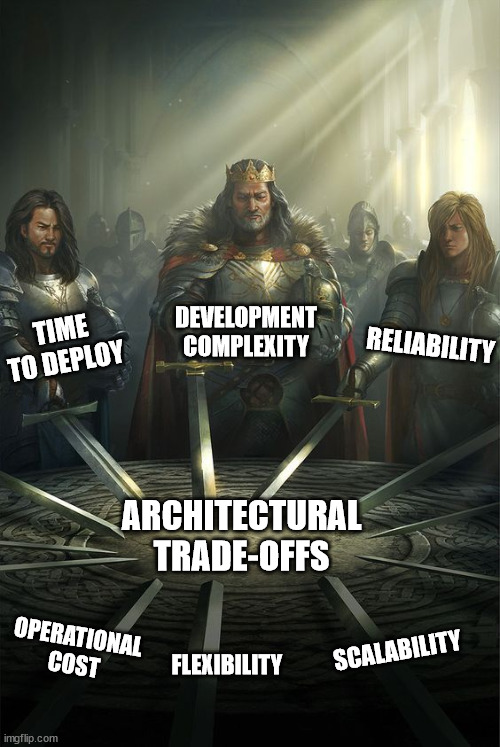 TIME
TO DEPLOY
DEVELOPMENT
COMPLEXITY
RELIABILITY
ARCHITECTURAL
TRADE-OFFS
OPERATIONAL
COST
FLEXIBILITY
SCALABILITY
imgflip.com